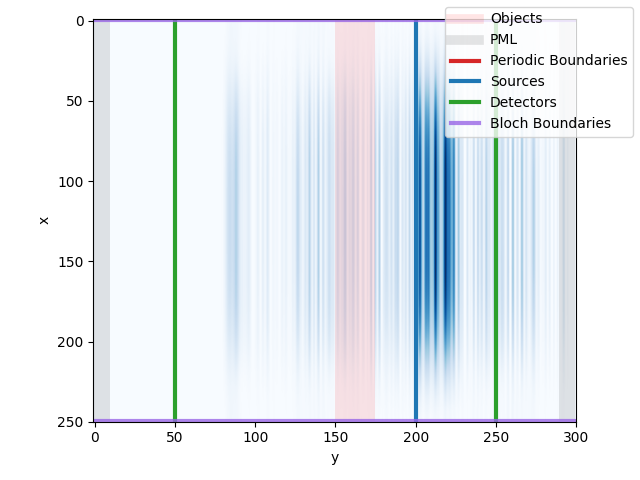 Objects
PML
Periodic Boundaries
Sources
Detectors
Bloch Boundaries
0
50
100
150
200
250
x
0 50 100 150 200 250 300
y